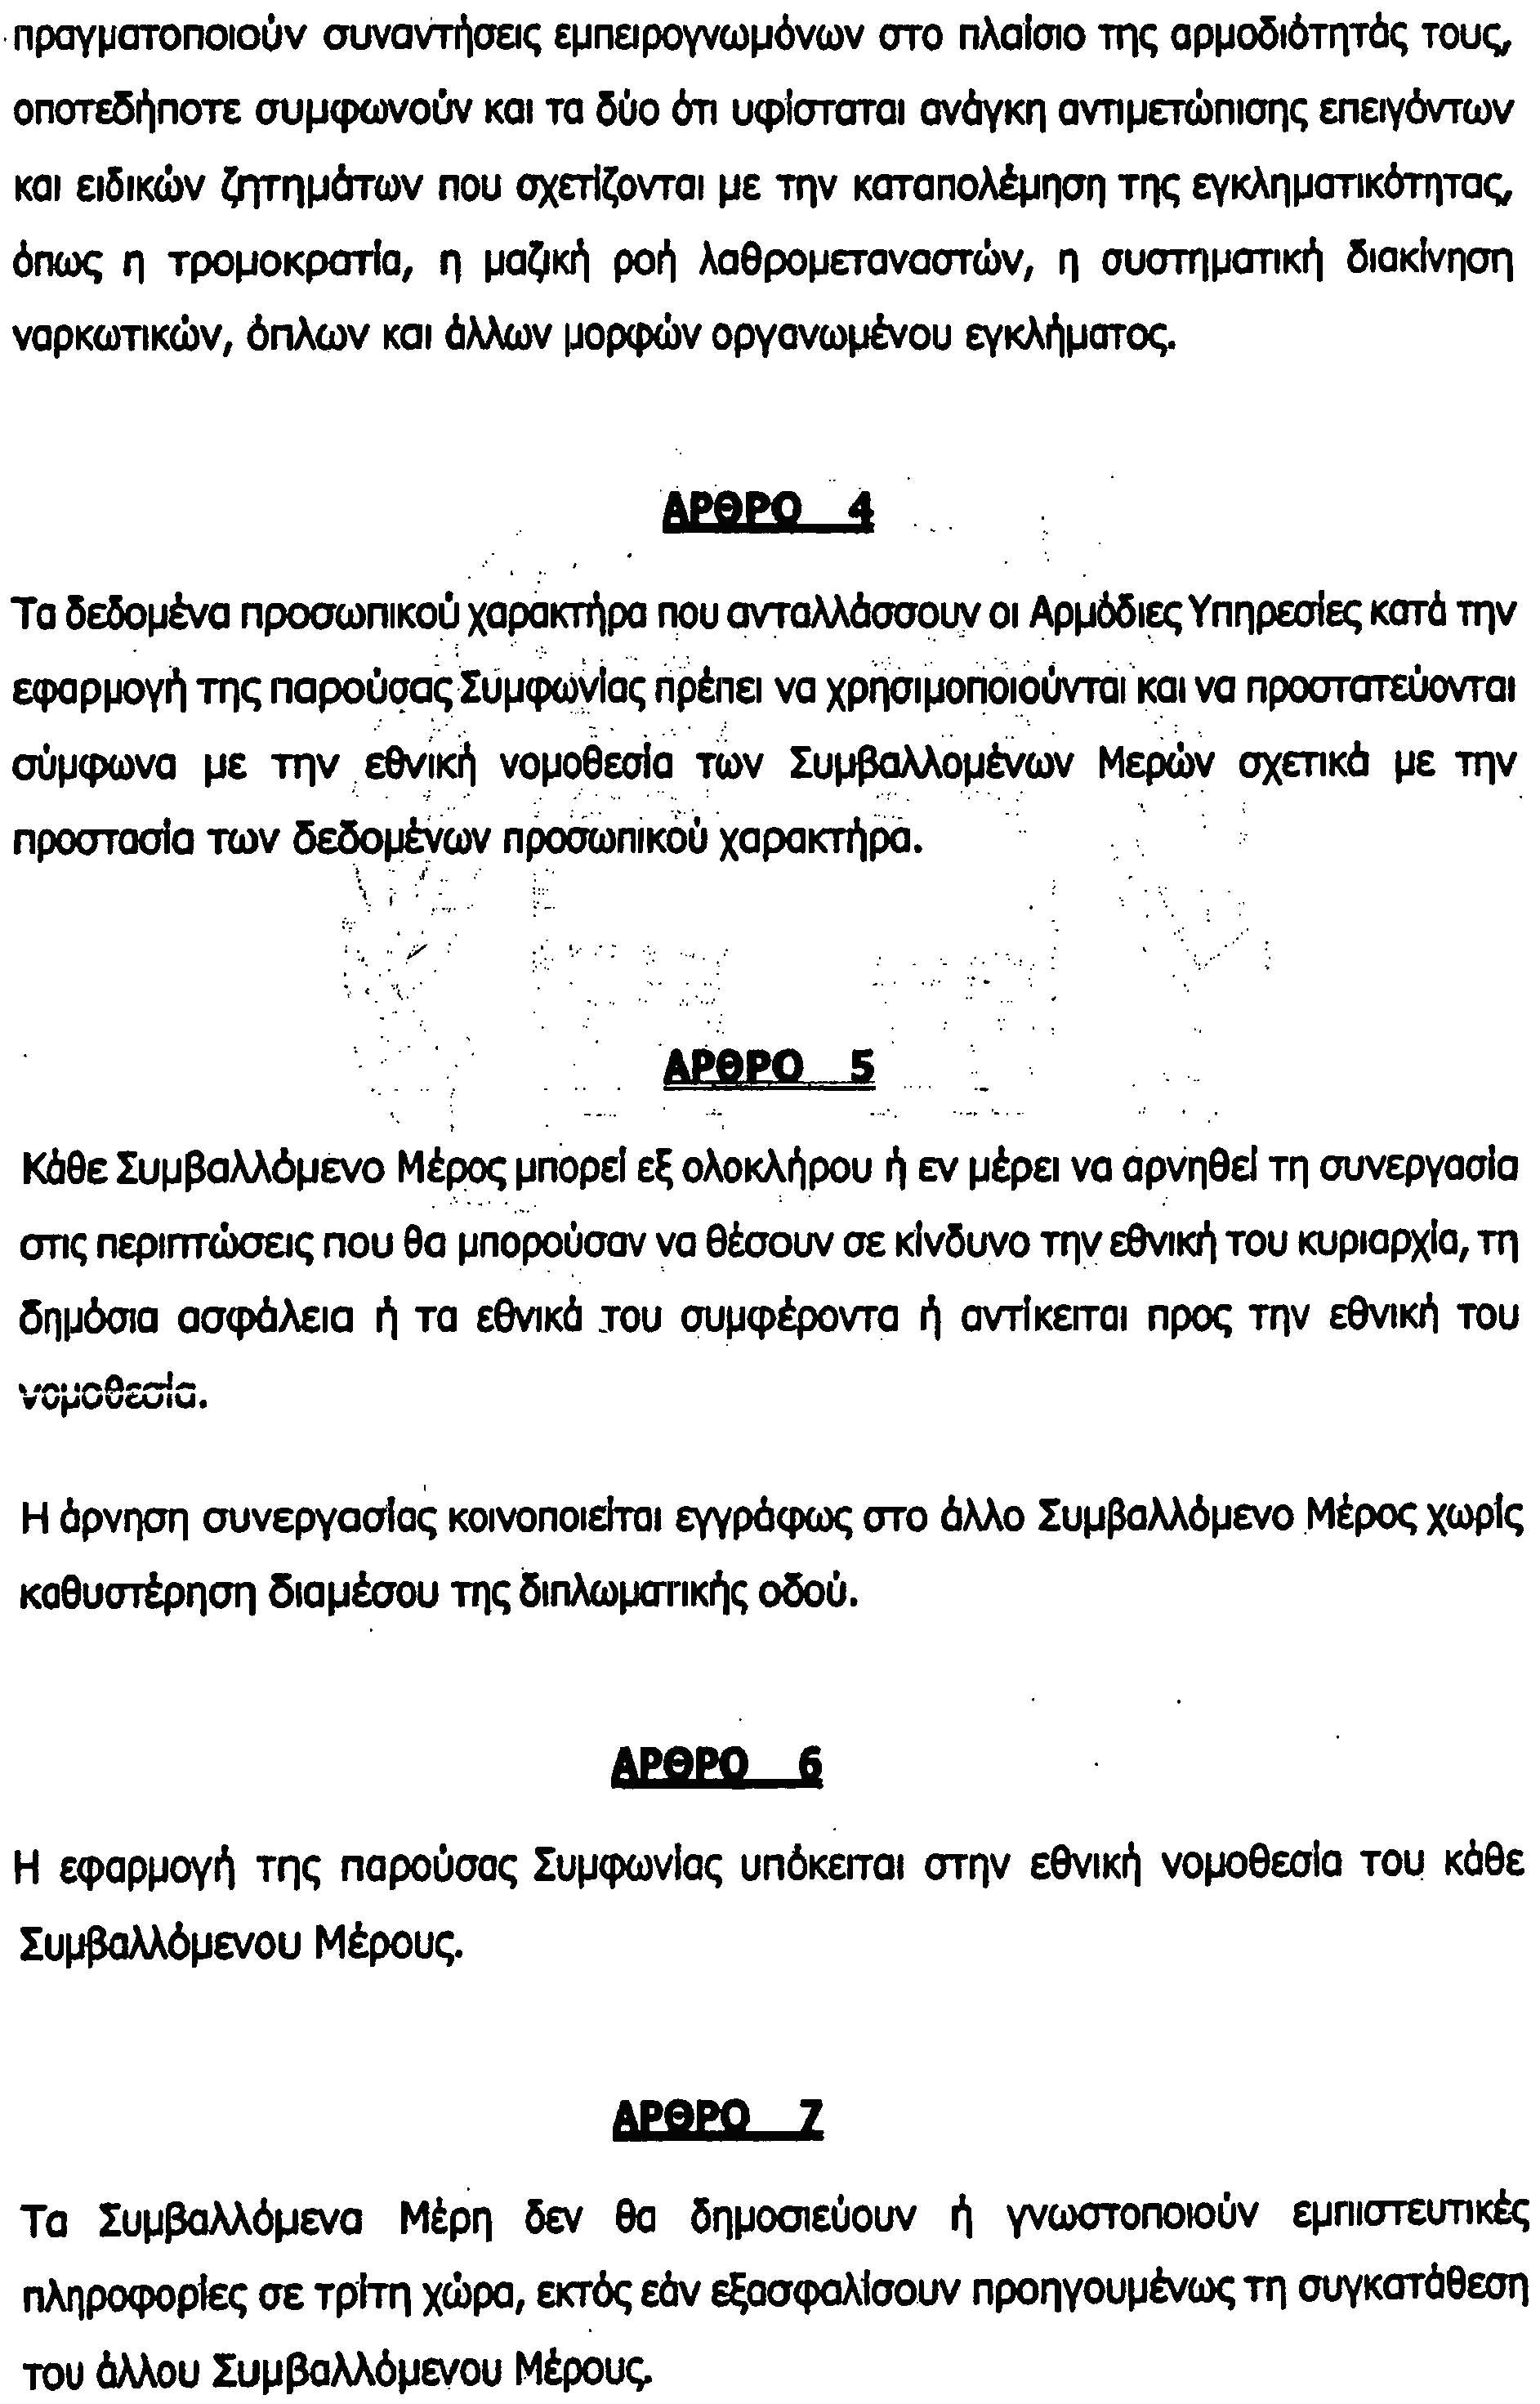 πραγματοποιούν συναντήσεις εμπειρογνωμόνων στο πλαίσιο της αρμοδιότητάς τους,
οποτεδήποτε συμφωνούν και τα δύο ότι υφίσταται ανάγκη αντιμετώπισης επειγόντων
και ειδικών ζητημάτων που σχετίζονται με την καταπολέμηση της εγκληματικότητας,
όπως η τρομοκρατία, η μαζική ροή λαθρομεταναστών, η συστηματική διακίνηση
ναρκωτικών, όπλων και άλλων μορφών οργανωμένου εγκλήματος.
ΑΡΘΡΟ 4
Τα δεδομένα προσωπικού χαρακτήρα που ανταλλάσσουν οι Αρμόδιες Υπηρεσίες κατά την
εφαρμογή της παρούσας Συμφωνίας πρέπει να χρησιμοποιούνται και να προστατεύονται
σύμφωνα με την εθνική νομοθεσία των Συμβαλλομένων Μερών σχετικά με την
προστασία των δεδομένων προσωπικού χαρακτήρα.
ΑΡΘΡΟ 5
Κάθε Συμβαλλόμενο Μέρος μπορεί εξ ολοκλήρου ή εν μέρει να αρνηθεί τη συνεργασία
στις περιπτώσεις που θα μπορούσαν να θέσουν σε κίνδυνο την εθνική του κυριαρχία, τη
δημόσια ασφάλεια ή τα εθνικά του συμφέροντα ή αντίκειται προς την εθνική του
νομοθεσία.
Η άρνηση συνεργασίας κοινοποιείται εγγράφως στο άλλο Συμβαλλόμενο Μέρος χωρίς
καθυστέρηση διαμέσου της διπλωματικής οδού.
ΑΡΘΡΟ 6
Η εφαρμογή της παρούσας Συμφωνίας υπόκειται στην εθνική νομοθεσία του κάθε
Συμβαλλόμενου Μέρους.
ΑΡΘΡΟ 7
Τα Συμβαλλόμενα Μέρη δεν θα δημοσιεύουν ή γνωστοποιούν εμπιστευτικές
πληροφορίες σε τρίτη χώρα, εκτός εάν εξασφαλίσουν προηγουμένως τη συγκατάθεση
του άλλου Συμβαλλόμενου Μέρους.